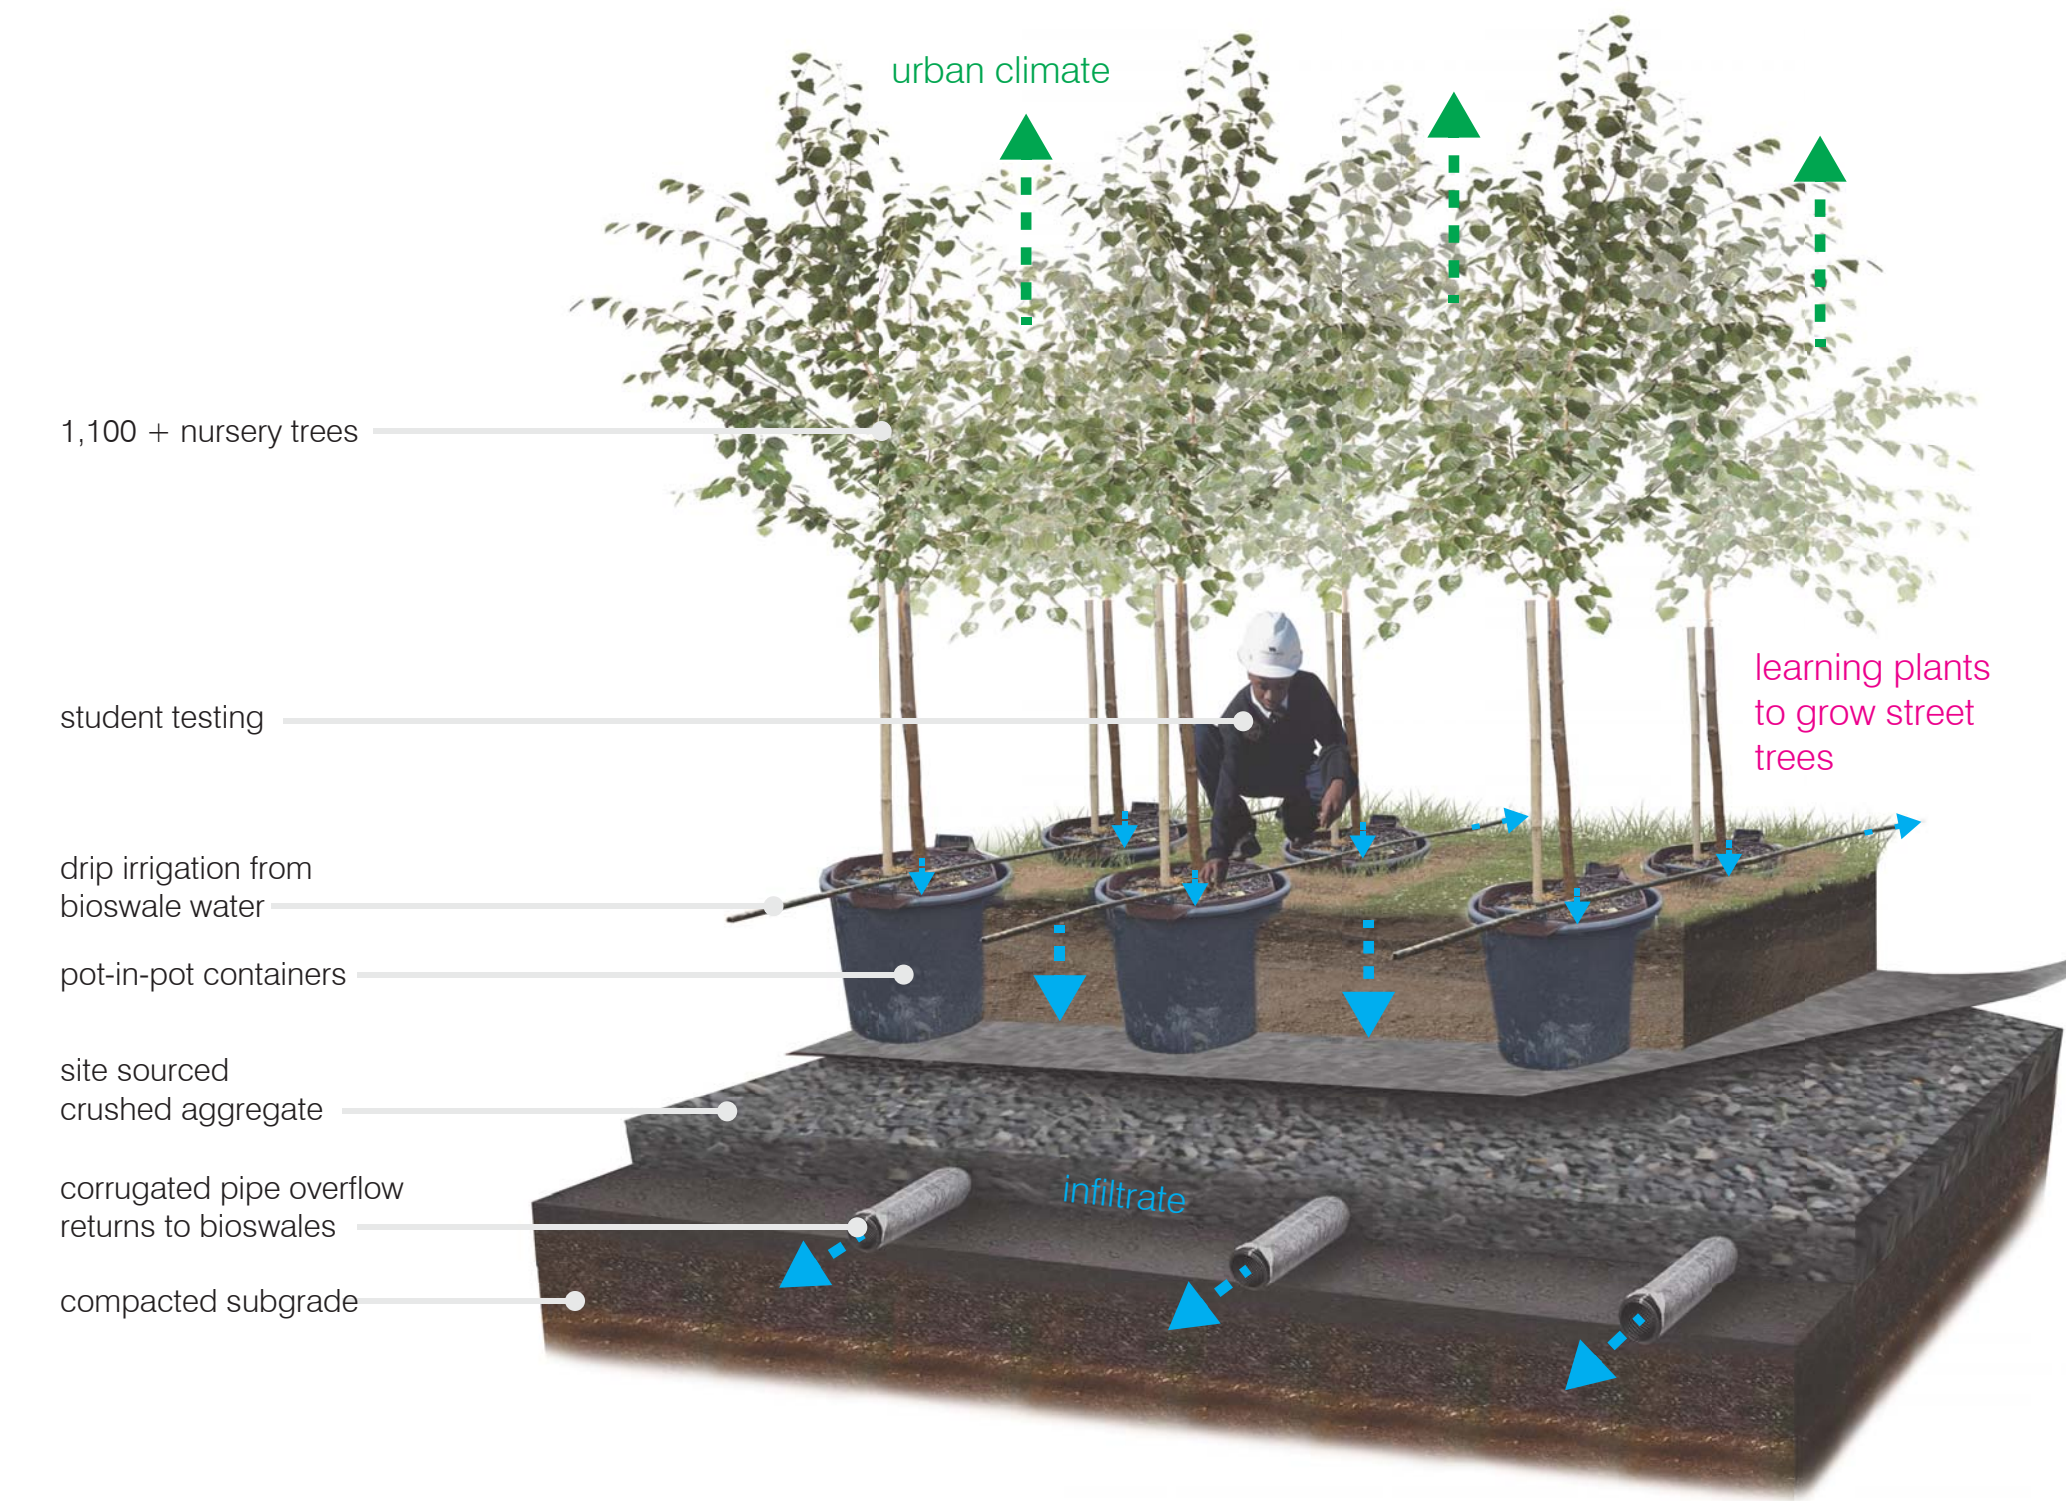 urban climate
1,100 + nursery trees
student testing
learning plants
to grow street
trees
drip irrigation from
bioswale water
pot-in-pot containers
site sourced
crushed aggregate
corrugated pipe overflow
returns to bioswales
infiltrate
compacted subgrade